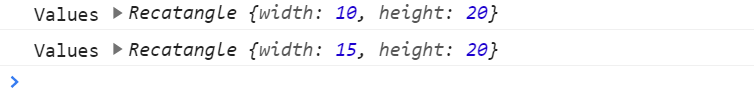 Values ▶ Recatangle {width: 10, height: 20}
Values ▶ Recatangle {width: 15, height: 20}
>